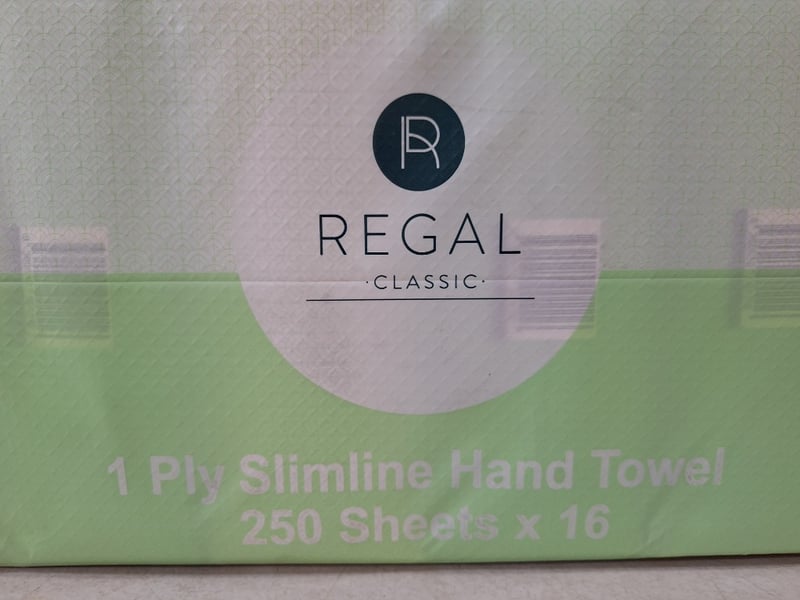 R
REGAL
·CLASSIC·
1 Ply Slimline Hand Towel
250 Sheets x 16